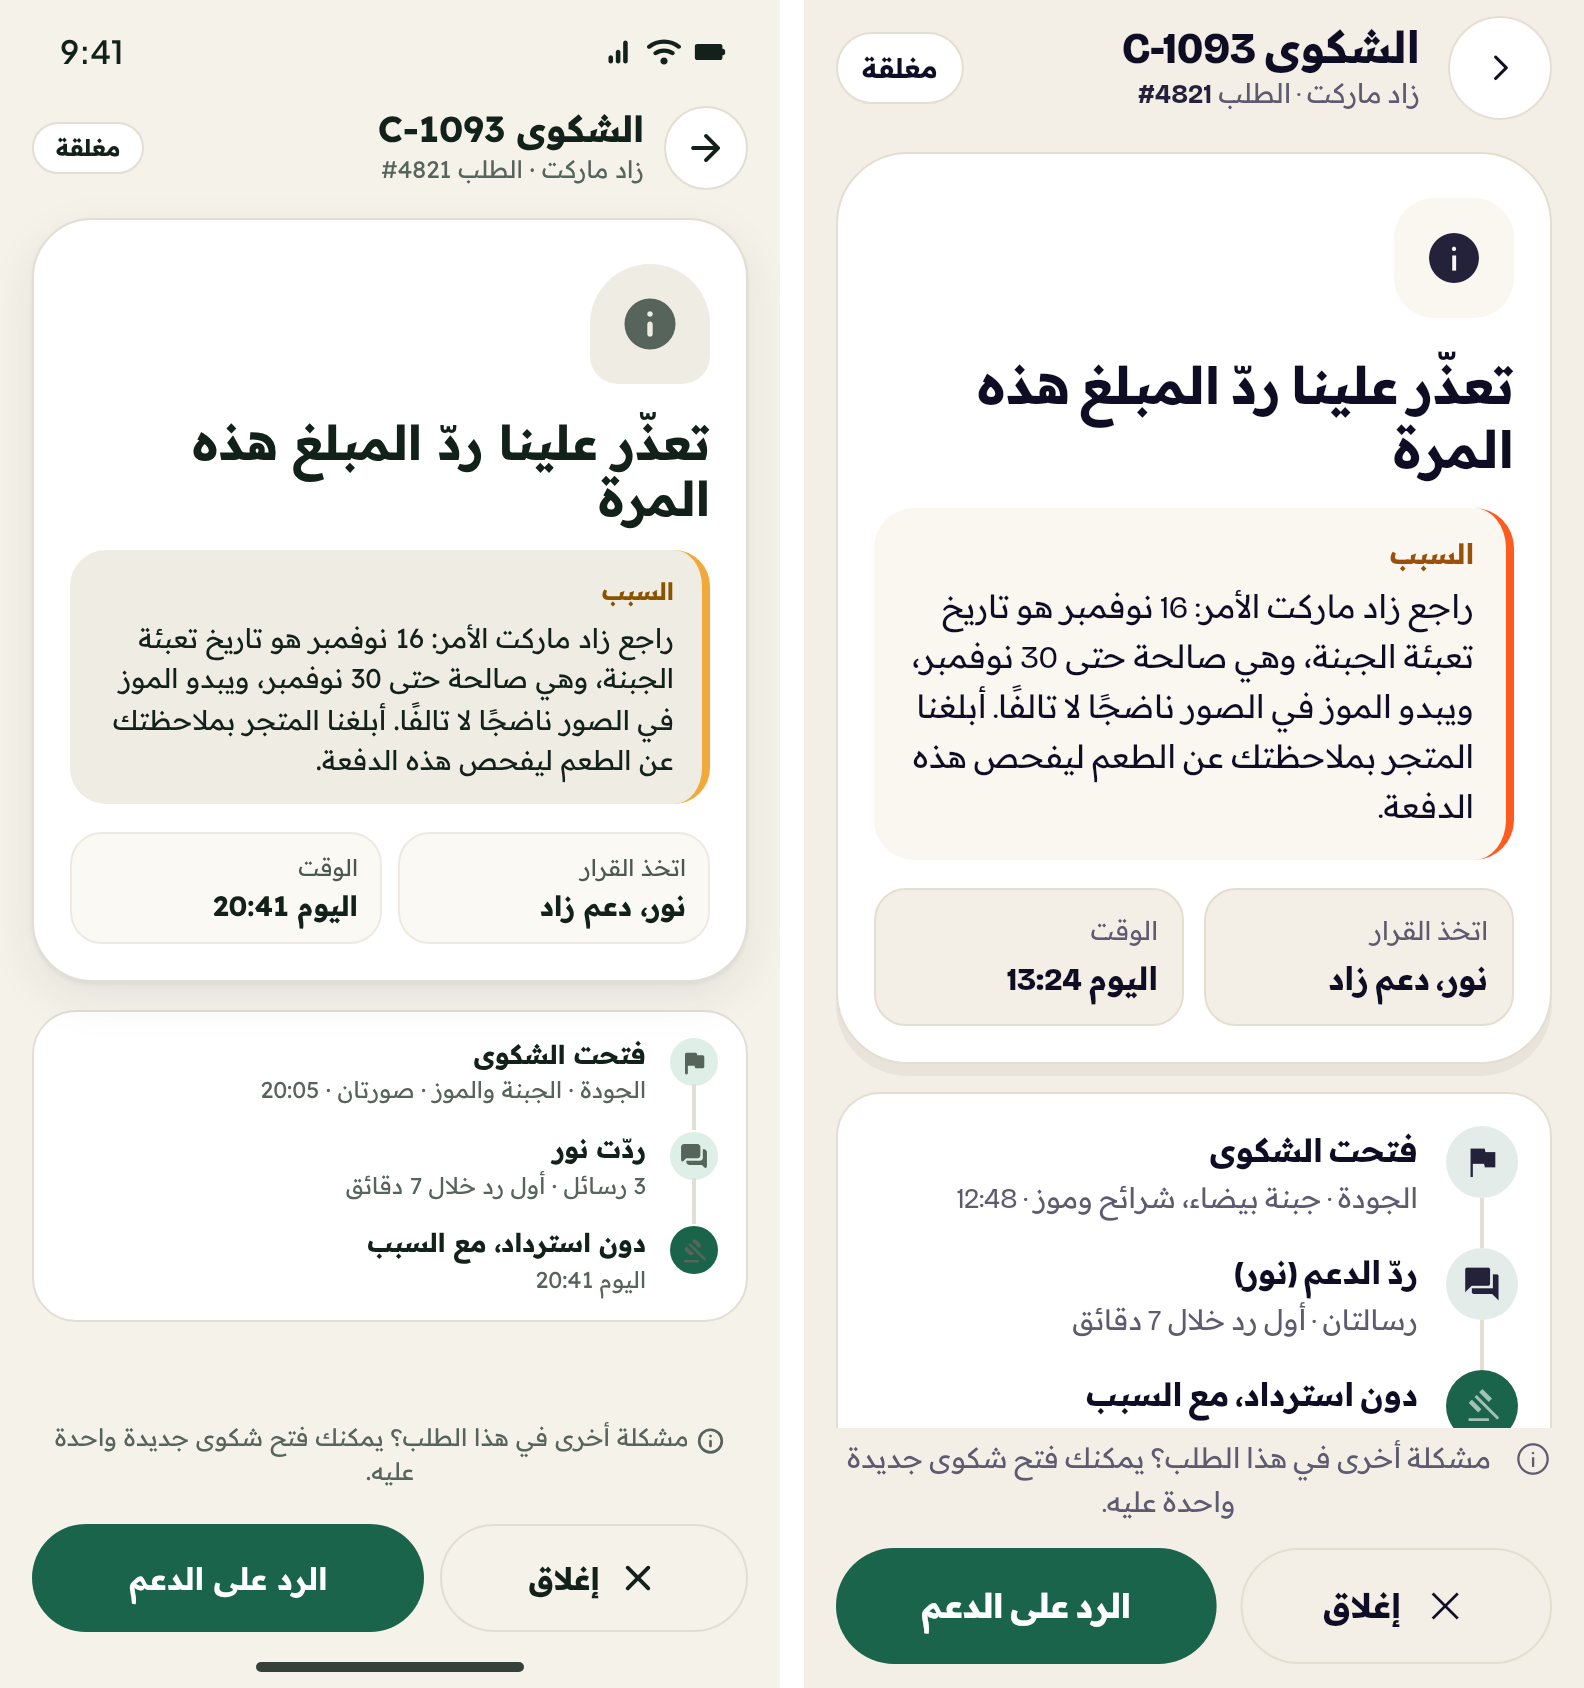 9:41
الشكوى C-1093
زاد ماركت · الطلب #4821
مغلقة
تعذّر علينا ردّ المبلغ هذه
المرة
السبب
راجع زاد ماركت الأمر: 16 نوفمبر هو تاريخ تعبئة
الجبنة، وهي صالحة حتى 30 نوفمبر، ويبدو الموز
في الصور ناضجًا لا تالفًا. أبلغنا المتجر بملاحظتك
عن الطعم ليفحص هذه الدفعة.
اتخذ القرار
نور، دعم زاد
الوقت
اليوم 20:41
فتحت الشكوى
الجودة · الجبنة والموز · صورتان · 20:05
ردّت نور
3 رسائل · أول رد خلال 7 دقائق
دون استرداد، مع السبب
اليوم 20:41
مشكلة أخرى في هذا الطلب؟ يمكنك فتح شكوى جديدة واحدة
عليه.
إغلاق
الرد على الدعم
الشكوى C-1093
زاد ماركت · الطلب #4821
مغلقة
تعذّر علينا ردّ المبلغ هذه
المرة
السبب
راجع زاد ماركت الأمر: 16 نوفمبر هو تاريخ
تعبئة الجبنة، وهي صالحة حتى 30 نوفمبر،
ويبدو الموز في الصور ناضجًا لا تالفًا. أبلغنا
المتجر بملاحظتك عن الطعم ليفحص هذه
الدفعة.
اتخذ القرار
نور، دعم زاد
الوقت
اليوم 13:24
فتحت الشكوى
الجودة · جبنة بيضاء، شرائح وموز · 12:48
ردّ الدعم (نور)
رسالتان · أول رد خلال 7 دقائق
دون استرداد، مع السبب
مشكلة أخرى في هذا الطلب؟ يمكنك فتح شكوى جديدة
واحدة عليه.
إغلاق
الرد على الدعم